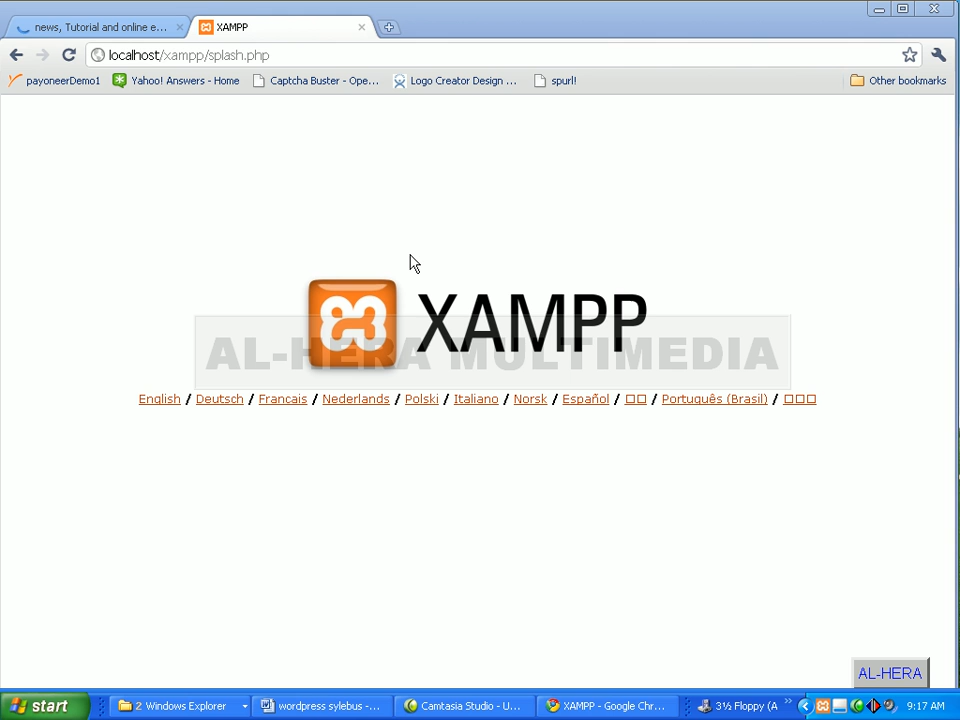 news, Tutorial and online e...
XAMPP
localhost/xampp/splash.php
payoneerDemo1
Yahoo! Answers - Home
Captcha Buster - Ope...
Logo Creator Design ...
spurl!
Other bookmarks
XAMPP
AL-HERA MULTIMEDIA
English / Deutsch / Francais / Nederlands / Polski / Italiano / Norsk / Español / □□ / Português (Brasil) / □□□
AL-HERA
start
2 Windows Explorer
wordpress sylebus -...
Camtasia Studio - U...
XAMPP - Google Chr...
3½ Floppy (A
9:17 AM